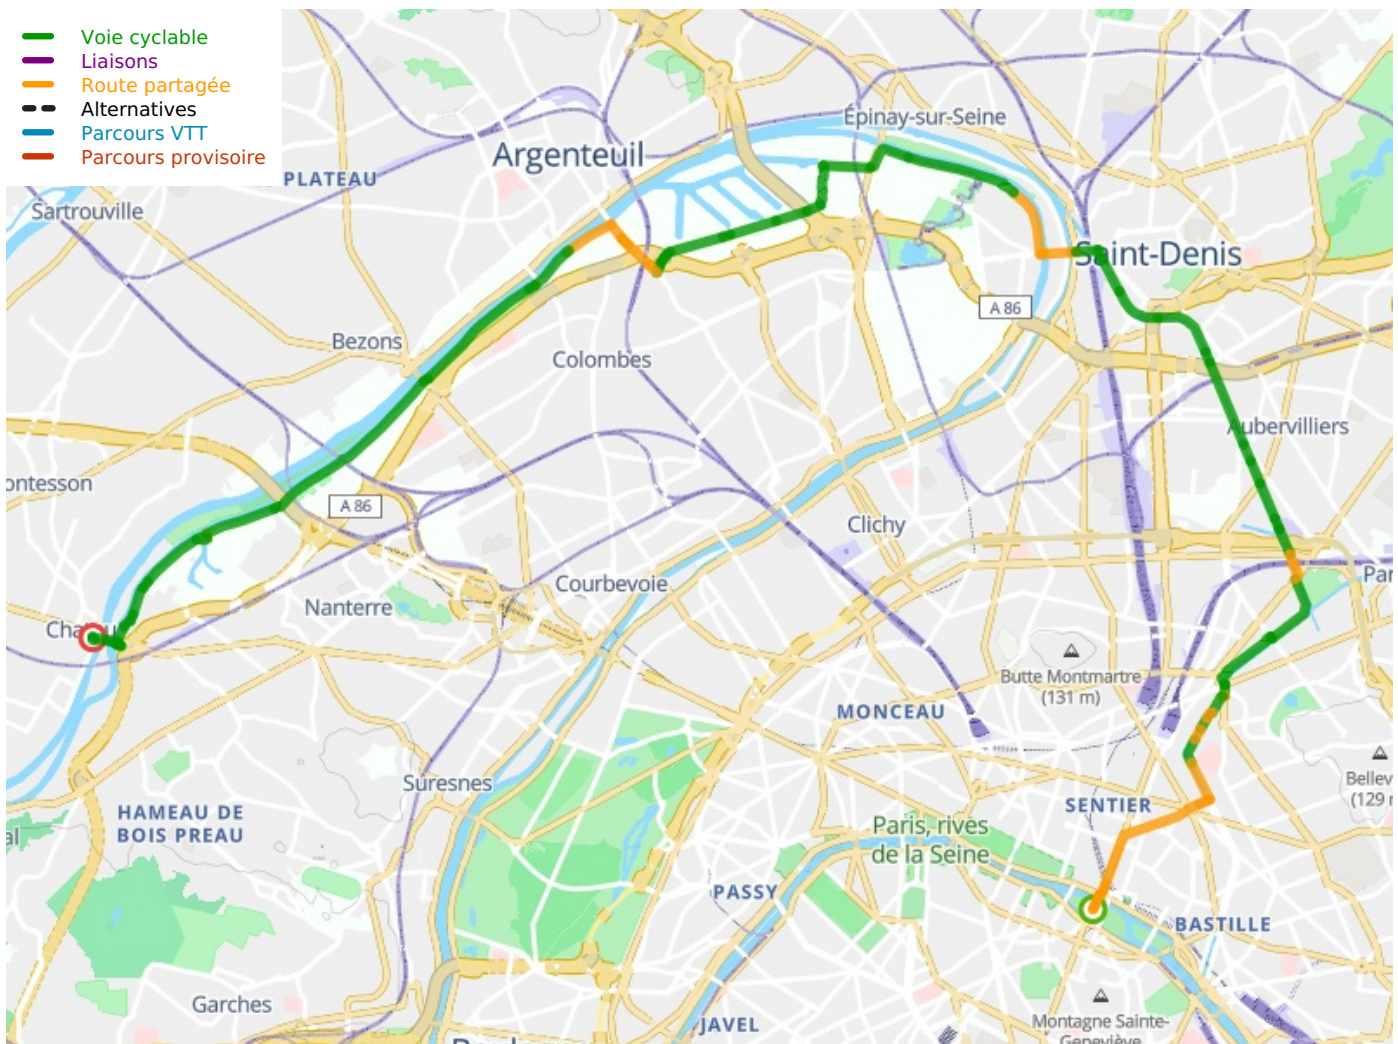 Voie cyclable
Liaisons
Route partagée
Alternatives
Parcours VTT
Parcours provisoire
Épinay-sur-Seine
Argenteuil
PLATEAU
Sartrouville
Saint-Denis
A 86
Bezons
Colombes
Aubervilliers
ontesson
A 86
Clichy
Courbevoie
Par
Nanterre
Cha
Butte Montmartre
(131 m)
MONCEAU
Suresnes
Bellev
(129 m
HAMEAU DE
BOIS PREAU
SENTIER
Paris, rives
de la Seine
al
PASSY
BASTILLE
Garches
JAVEL
Montagne Sainte-
Geneviève